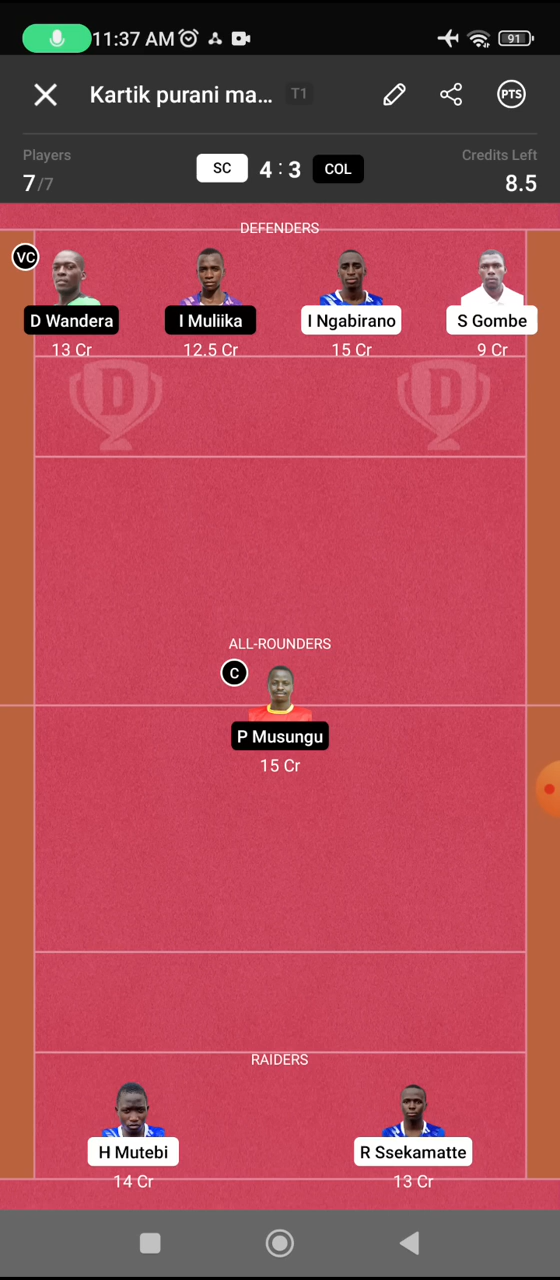 11:37 AM
91
Kartik purani ma... T1
PTS
Players
Credits Left
7/7
SC 4 : 3 COL
8.5
DEFENDERS
VC
D Wandera
I Muliika
I Ngabirano
S Gombe
13 Cr
12.5 Cr
15 Cr
9 Cr
D
D
ALL-ROUNDERS
C
P Musungu
15 Cr
RAIDERS
H Mutebi
R Ssekamatte
14 Cr
13 Cr